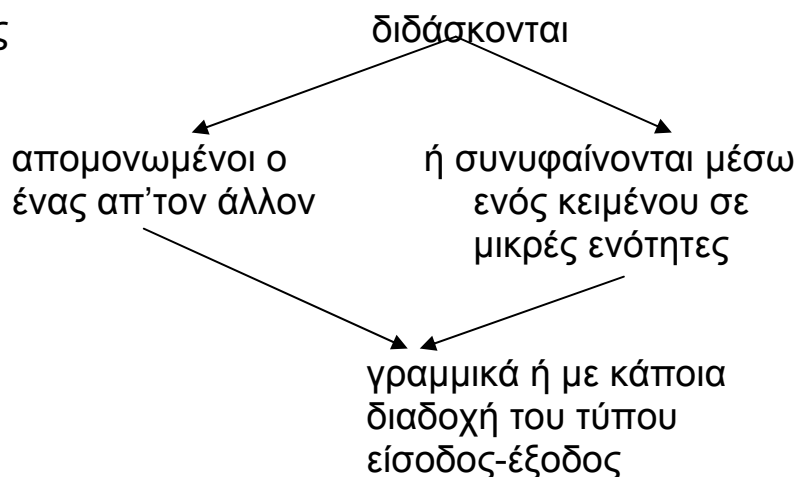 ς διδάσκονται
απομονωμένοι ο
ένας απ'τον άλλον
ή συνυφαίνονται μέσω
ενός κειμένου σε
μικρές ενότητες
γραμμικά ή με κάποια
διαδοχή του τύπου
είσοδος-έξοδος